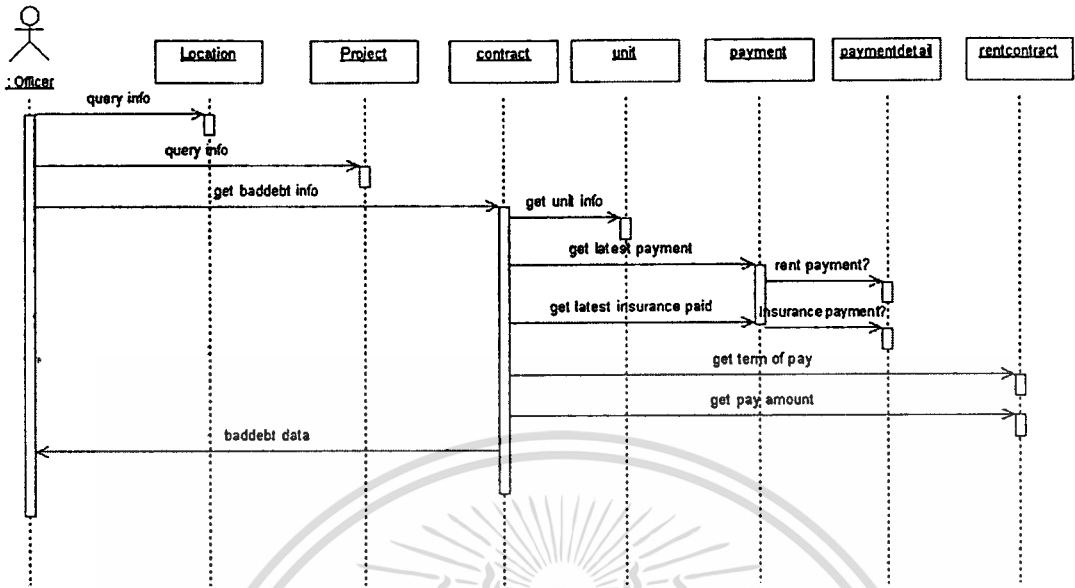 Location
Project
contract
unit
payment
paymentdetail
rentcontract
: Officer
query info
query info
get baddebt info
get unit info
get latest payment
rent payment?
get latest insurance paid
insurance payment?
get term of pay
get pay amount
baddebt data